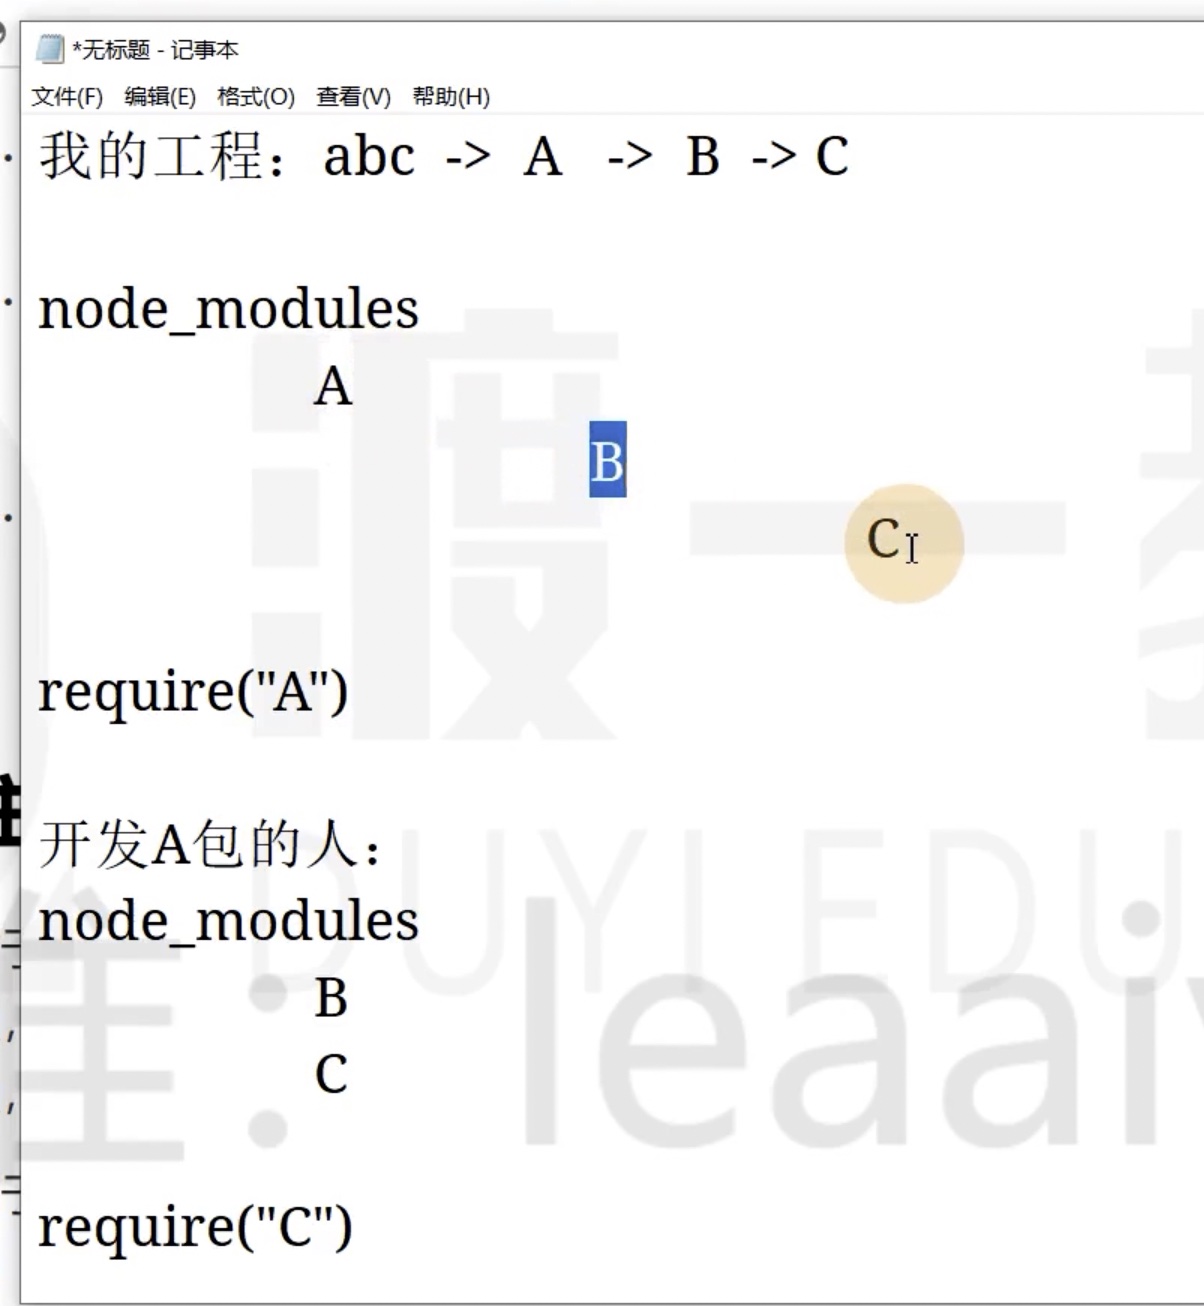 *无标题 - 记事本
文件(F) 编辑(E) 格式(O) 查看(V) 帮助(H)
我的工程：abc -> A -> B -> C
node_modules
A
B
C
require("A")
开发A包的人：
node_modules
B
C
require("C")
渡一教
DUYI EDU